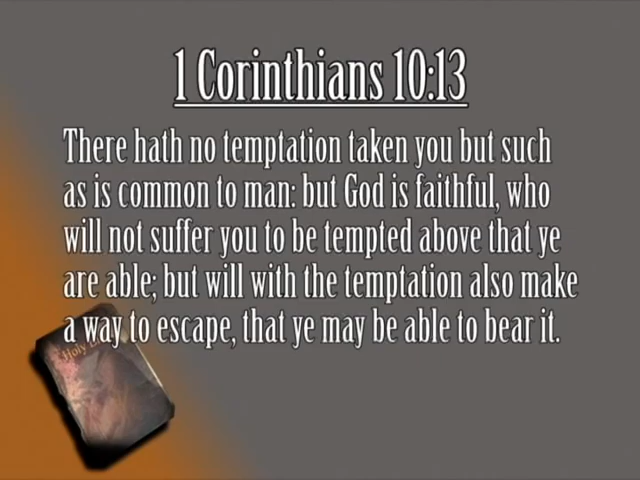 1 Corinthians 10:13
There hath no temptation taken you but such
as is common to man: but God is faithful, who
will not suffer you to be tempted above that ye
are able; but will with the temptation also make
a way to escape, that ye may be able to bear it.
Holy